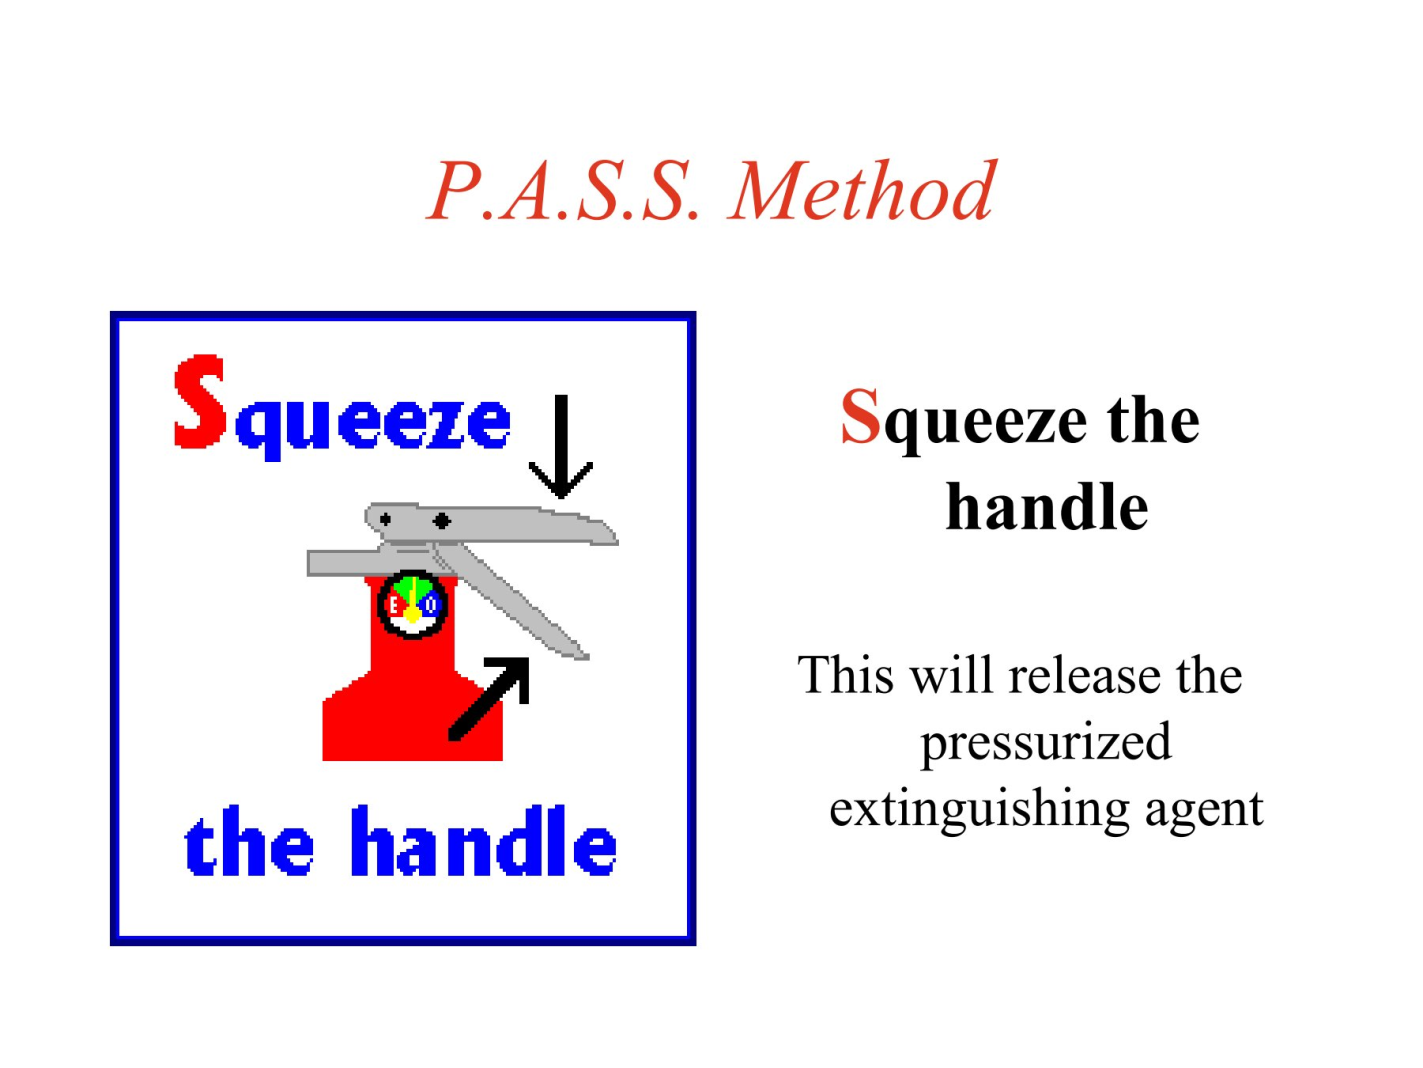 P.A.S.S. Method
Squeeze
E O
the handle
Squeeze the
handle
This will release the
pressurized
extinguishing agent